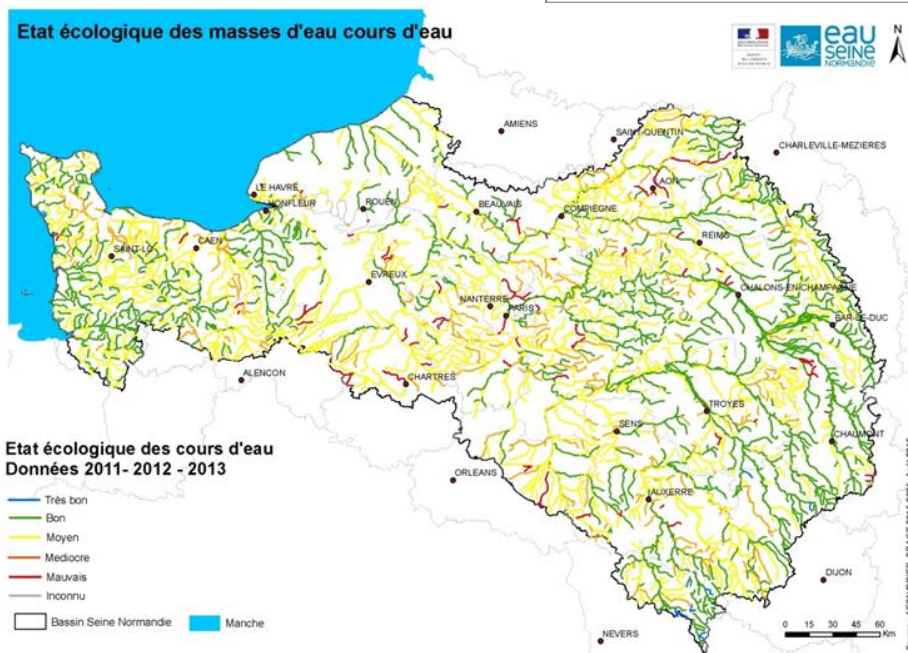 Etat écologique des masses d'eau cours d'eau
eau
SEINE
NORMANDIE
N
AMIENS
SAINT-QUENTIN
CHARLEVILLE-MEZIERES
LE HAVRE
HONFLEUR
ROUEN
BEAUVAIS
COMPIEGNE
LAON
REIMS
SAINT-LO
CAEN
EVREUX
NANTERRE
PARIS
CHALONS-EN-CHAMPAGNE
BAR-LE-DUC
ALENCON
CHARTRES
TROYES
SENS
CHAUMONT
ORLEANS
AUXERRE
DIJON
NEVERS
Etat écologique des cours d'eau
Données 2011- 2012 - 2013
Très bon
Bon
Moyen
Mediocre
Mauvais
Inconnu
Bassin Seine Normandie
Manche
0 15 30 45 60
Km